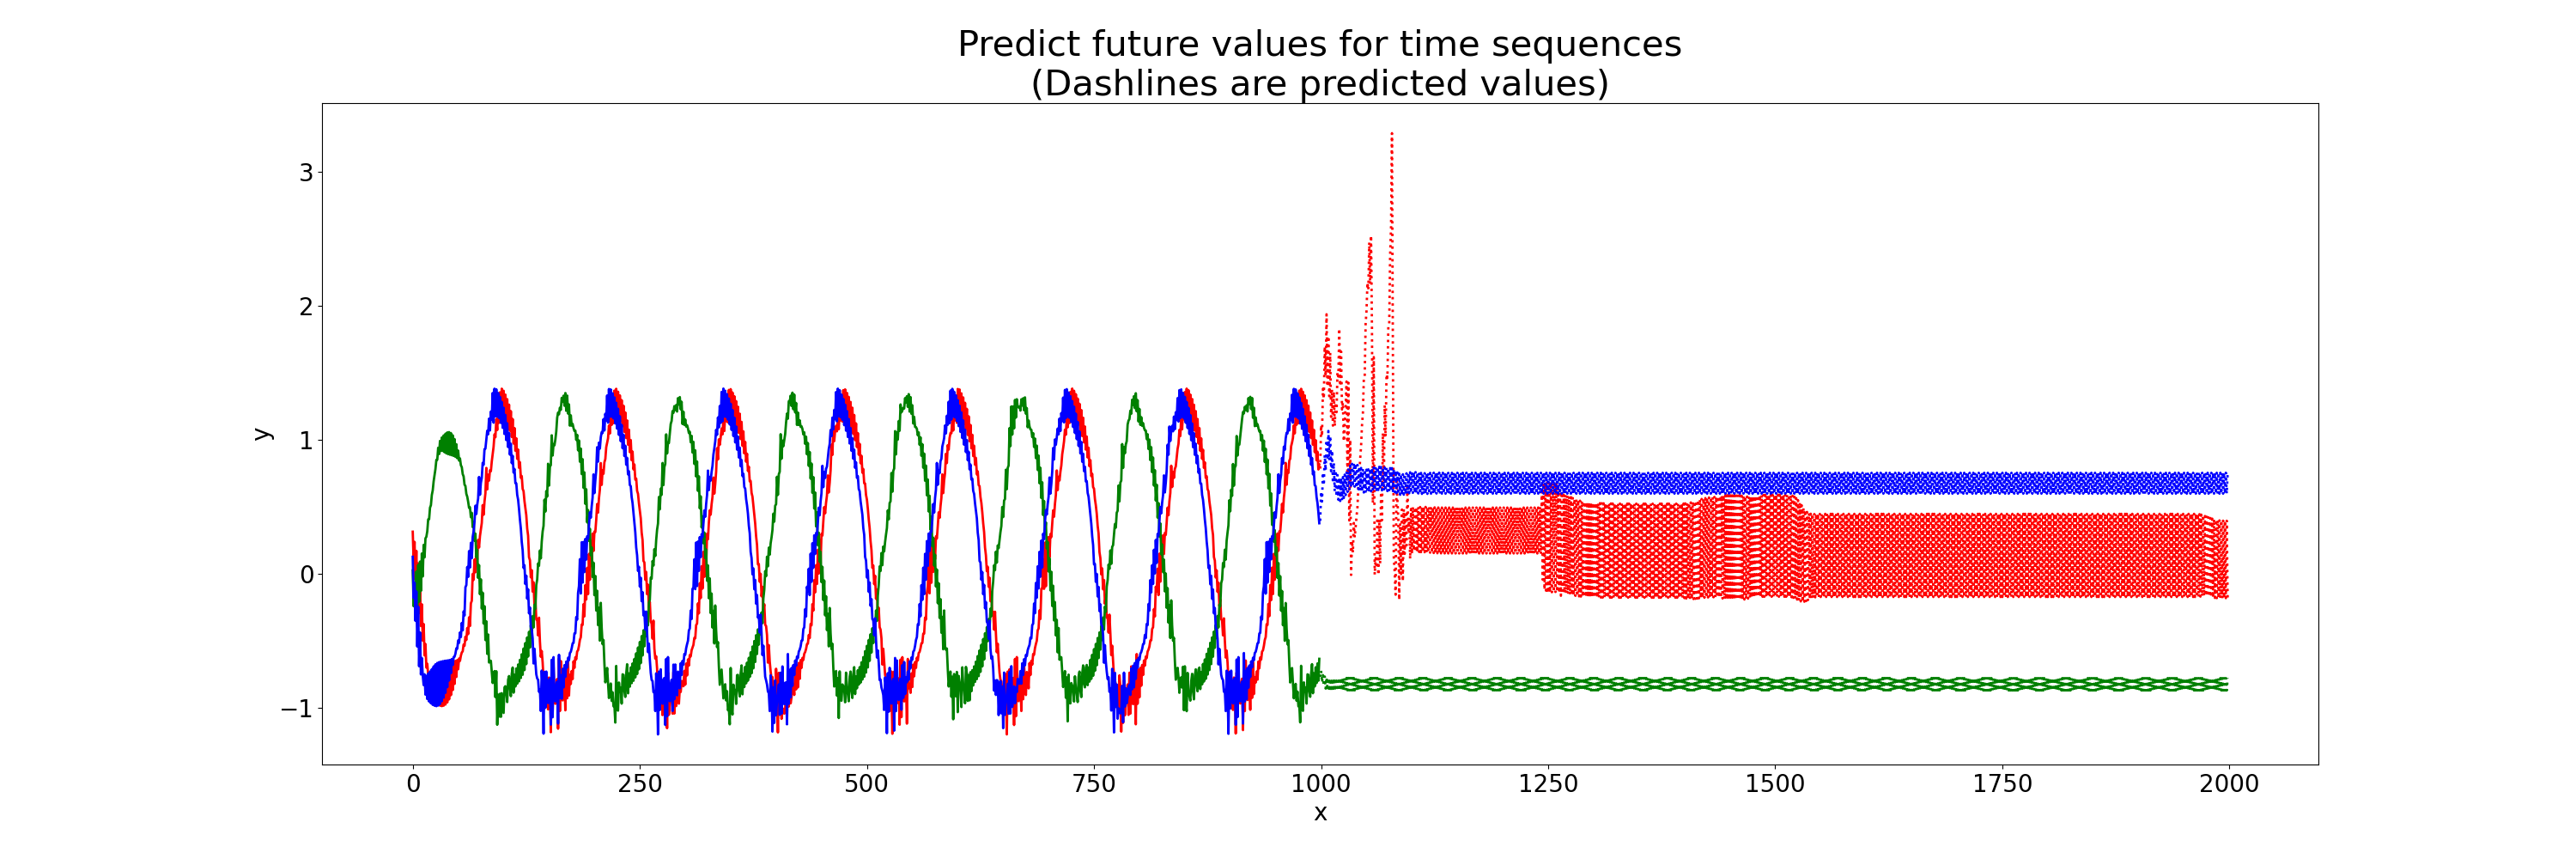 Predict future values for time sequences
(Dashlines are predicted values)
3
2
1
0
−1
y
0 250 500 750 1000 1250 1500 1750 2000
x